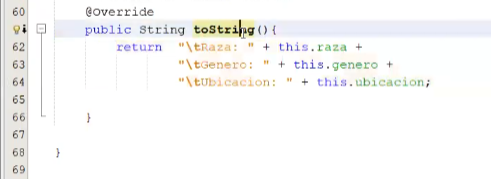 60 @Override
public String toString(){
62 return "\tRaza: " + this.raza +
63 "\tGenero: " + this.genero +
64 "\tUbicacion: " + this.ubicacion;
65
66 }
67
68 }
69